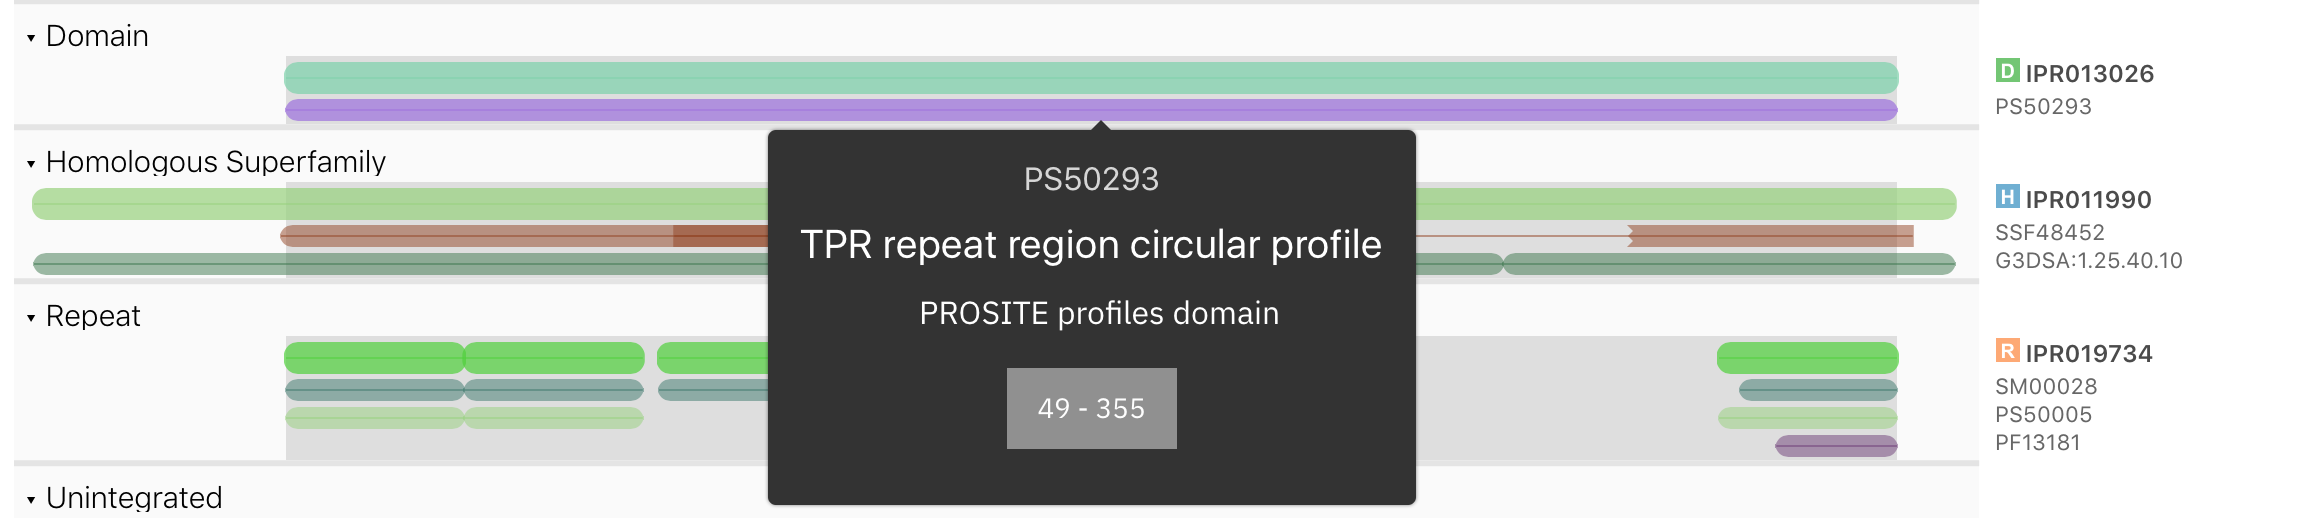 Domain
D IPR013026
PS50293
PS50293
TPR repeat region circular profile
PROSITE profiles domain
49 - 355
Homologous Superfamily
H IPR011990
SSF48452
G3DSA:1.25.40.10
Repeat
R IPR019734
SM00028
PS50005
PF13181
Unintegrated